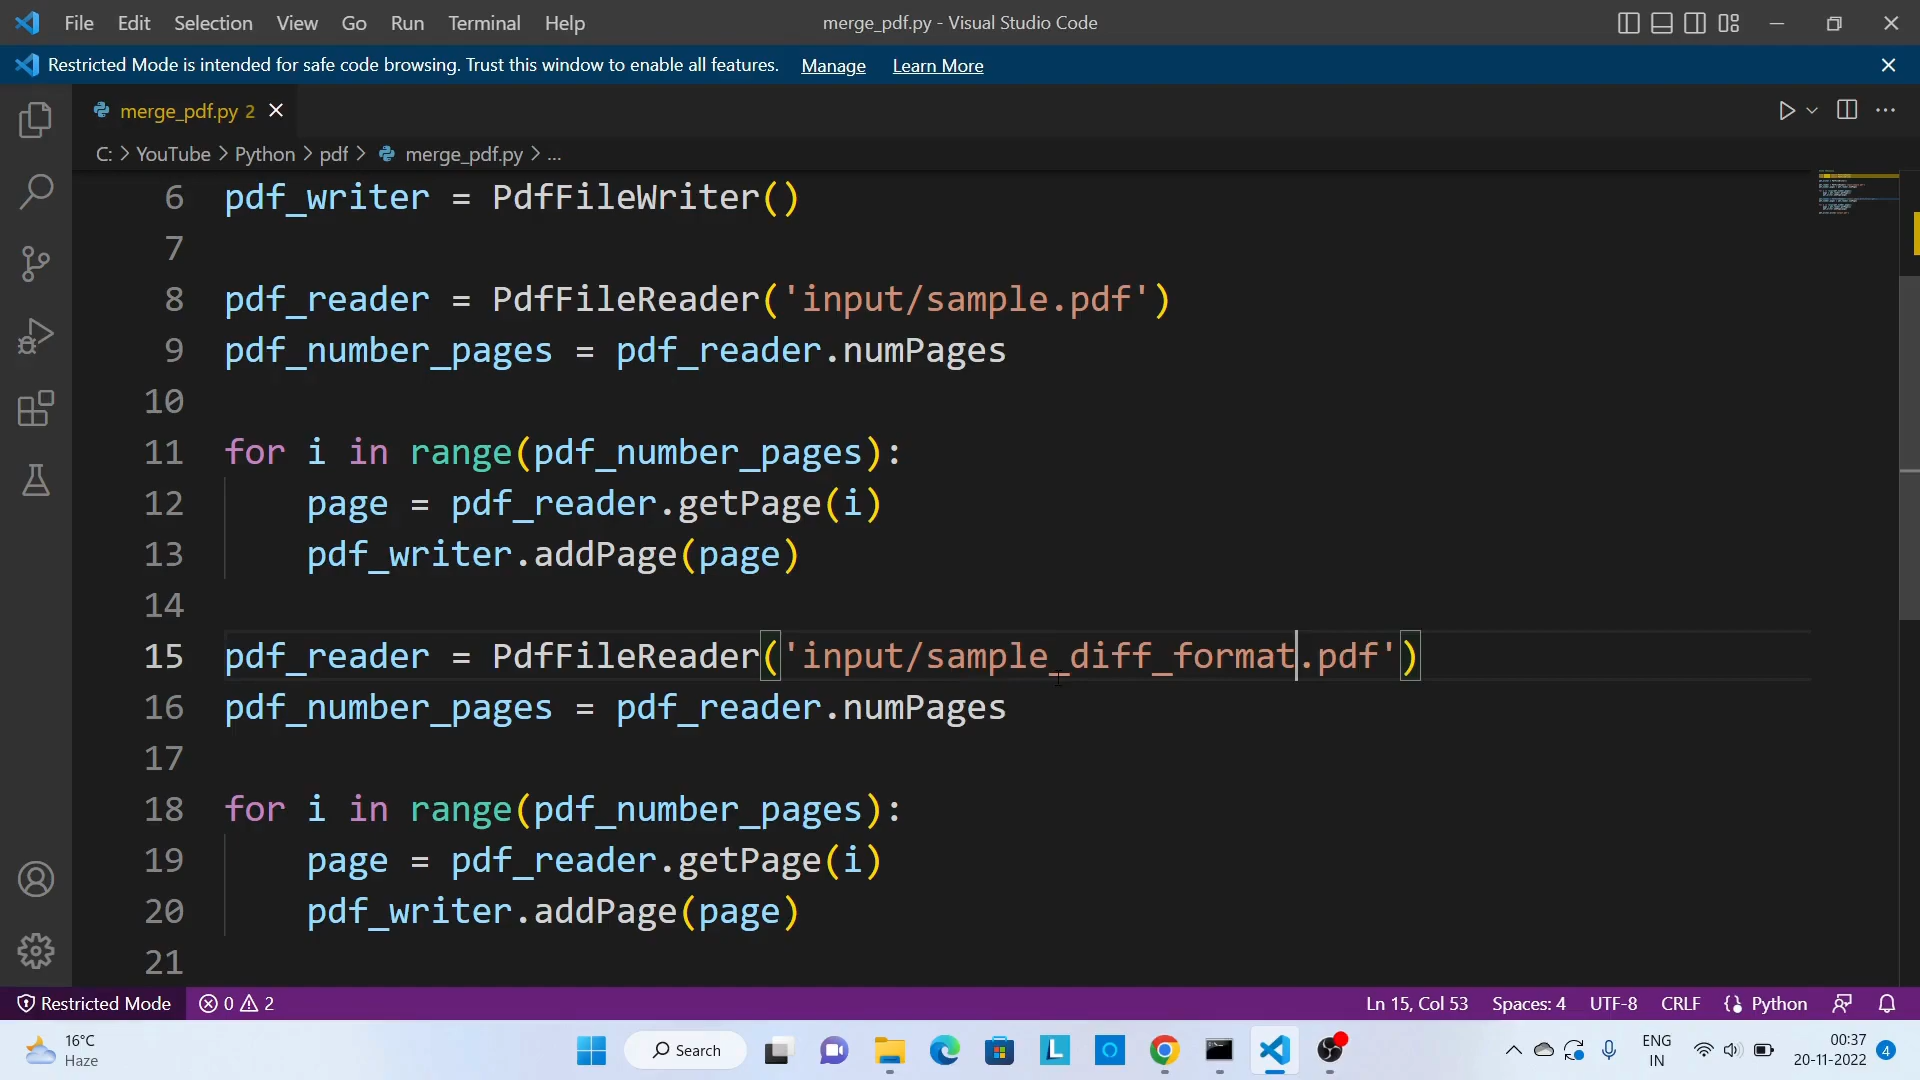 File Edit Selection View Go Run Terminal Help merge_pdf.py - Visual Studio Code
Restricted Mode is intended for safe code browsing. Trust this window to enable all features. Manage Learn More
merge_pdf.py 2
C: > YouTube > Python > pdf > merge_pdf.py > ...
6 pdf_writer = PdfFileWriter()
7
8 pdf_reader = PdfFileReader('input/sample.pdf')
9 pdf_number_pages = pdf_reader.numPages
10
11 for i in range(pdf_number_pages):
12     page = pdf_reader.getPage(i)
13     pdf_writer.addPage(page)
14
15 pdf_reader = PdfFileReader('input/sample_diff_format.pdf')
16 pdf_number_pages = pdf_reader.numPages
17
18 for i in range(pdf_number_pages):
19     page = pdf_reader.getPage(i)
20     pdf_writer.addPage(page)
21
Restricted Mode 0 2 Ln 15, Col 53 Spaces: 4 UTF-8 CRLF Python
16°C
Haze
Search
L
ENG
IN
00:37
20-11-2022
4